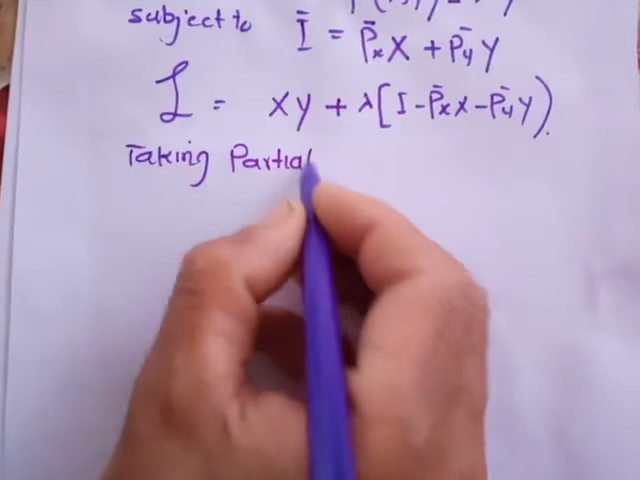 subject to Ī = P̄ₓX + P̄ᵧY
ℒ = XY + λ[I - P̄ₓX - P̄ᵧY).
Taking Partial